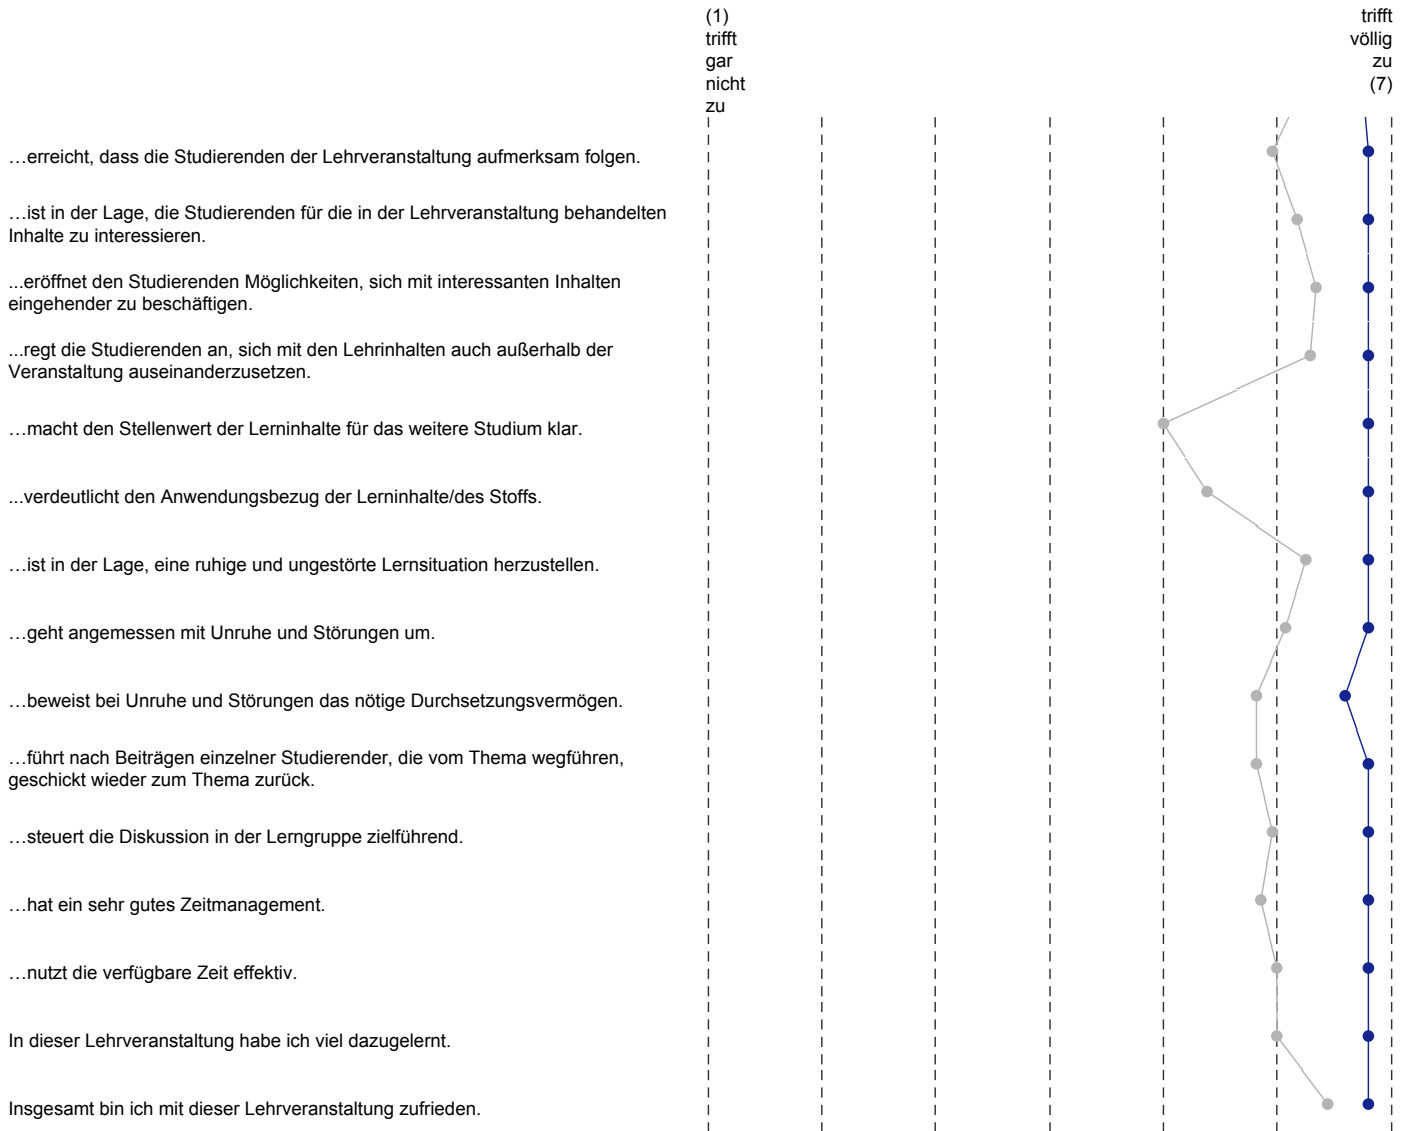 (1)
trifft
gar
nicht
zu
trifft
völlig
zu
(7)
…erreicht, dass die Studierenden der Lehrveranstaltung aufmerksam folgen.
…ist in der Lage, die Studierenden für die in der Lehrveranstaltung behandelten
Inhalte zu interessieren.
...eröffnet den Studierenden Möglichkeiten, sich mit interessanten Inhalten
eingehender zu beschäftigen.
...regt die Studierenden an, sich mit den Lehrinhalten auch außerhalb der
Veranstaltung auseinanderzusetzen.
…macht den Stellenwert der Lerninhalte für das weitere Studium klar.
...verdeutlicht den Anwendungsbezug der Lerninhalte/des Stoffs.
…ist in der Lage, eine ruhige und ungestörte Lernsituation herzustellen.
…geht angemessen mit Unruhe und Störungen um.
…beweist bei Unruhe und Störungen das nötige Durchsetzungsvermögen.
…führt nach Beiträgen einzelner Studierender, die vom Thema wegführen,
geschickt wieder zum Thema zurück.
…steuert die Diskussion in der Lerngruppe zielführend.
…hat ein sehr gutes Zeitmanagement.
…nutzt die verfügbare Zeit effektiv.
In dieser Lehrveranstaltung habe ich viel dazugelernt.
Insgesamt bin ich mit dieser Lehrveranstaltung zufrieden.